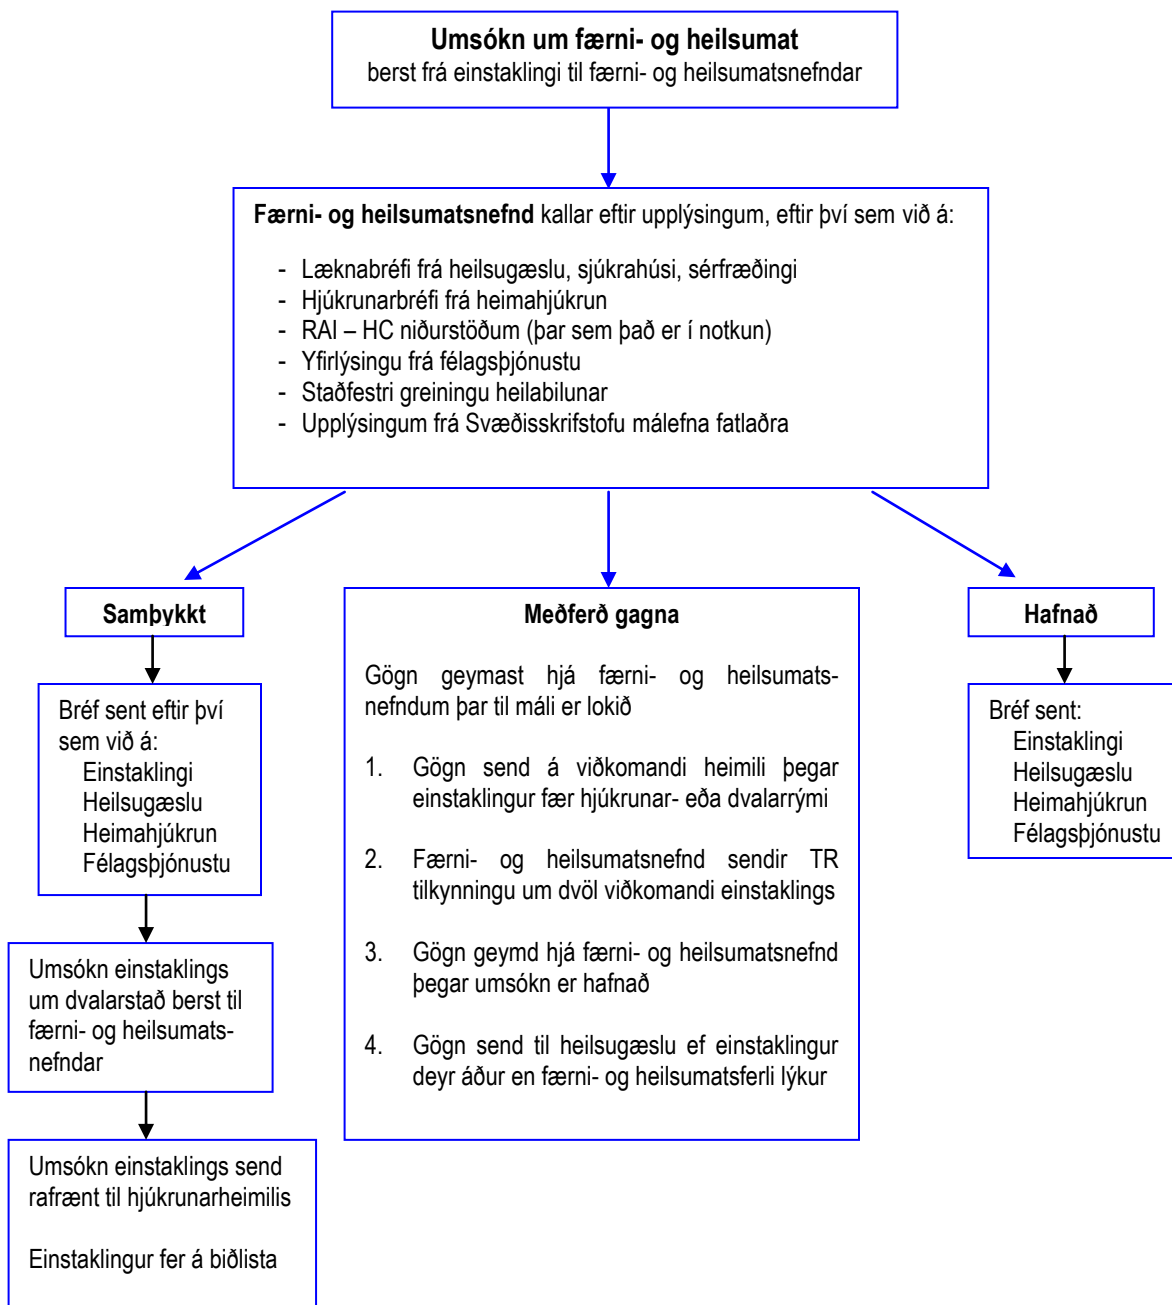 Umsókn um færni- og heilsumat
berst frá einstaklingi til færni- og heilsumatsnefndar
Færni- og heilsumatsnefnd kallar eftir upplýsingum, eftir því sem við á:
- Læknabréfi frá heilsugæslu, sjúkrahúsi, sérfræðingi
- Hjúkrunarbréfi frá heimahjúkrun
- RAI – HC niðurstöðum (þar sem það er í notkun)
- Yfirlýsingu frá félagsþjónustu
- Staðfestri greiningu heilabilunar
- Upplýsingum frá Svæðisskrifstofu málefna fatlaðra
Samþykkt
Bréf sent eftir því
sem við á:
Einstaklingi
Heilsugæslu
Heimahjúkrun
Félagsþjónustu
Umsókn einstaklings
um dvalarstað berst til
færni- og heilsumats-
nefndar
Umsókn einstaklings send
rafrænt til hjúkrunarheimilis
Einstaklingur fer á biðlista
Meðferð gagna
Gögn geymast hjá færni- og heilsumats-
nefndum þar til máli er lokið
1. Gögn send á viðkomandi heimili þegar
einstaklingur fær hjúkrunar- eða dvalarrými
2. Færni- og heilsumatsnefnd sendir TR
tilkynningu um dvöl viðkomandi einstaklings
3. Gögn geymd hjá færni- og heilsumatsnefnd
þegar umsókn er hafnað
4. Gögn send til heilsugæslu ef einstaklingur
deyr áður en færni- og heilsumatsferli lýkur
Hafnað
Bréf sent:
Einstaklingi
Heilsugæslu
Heimahjúkrun
Félagsþjónustu